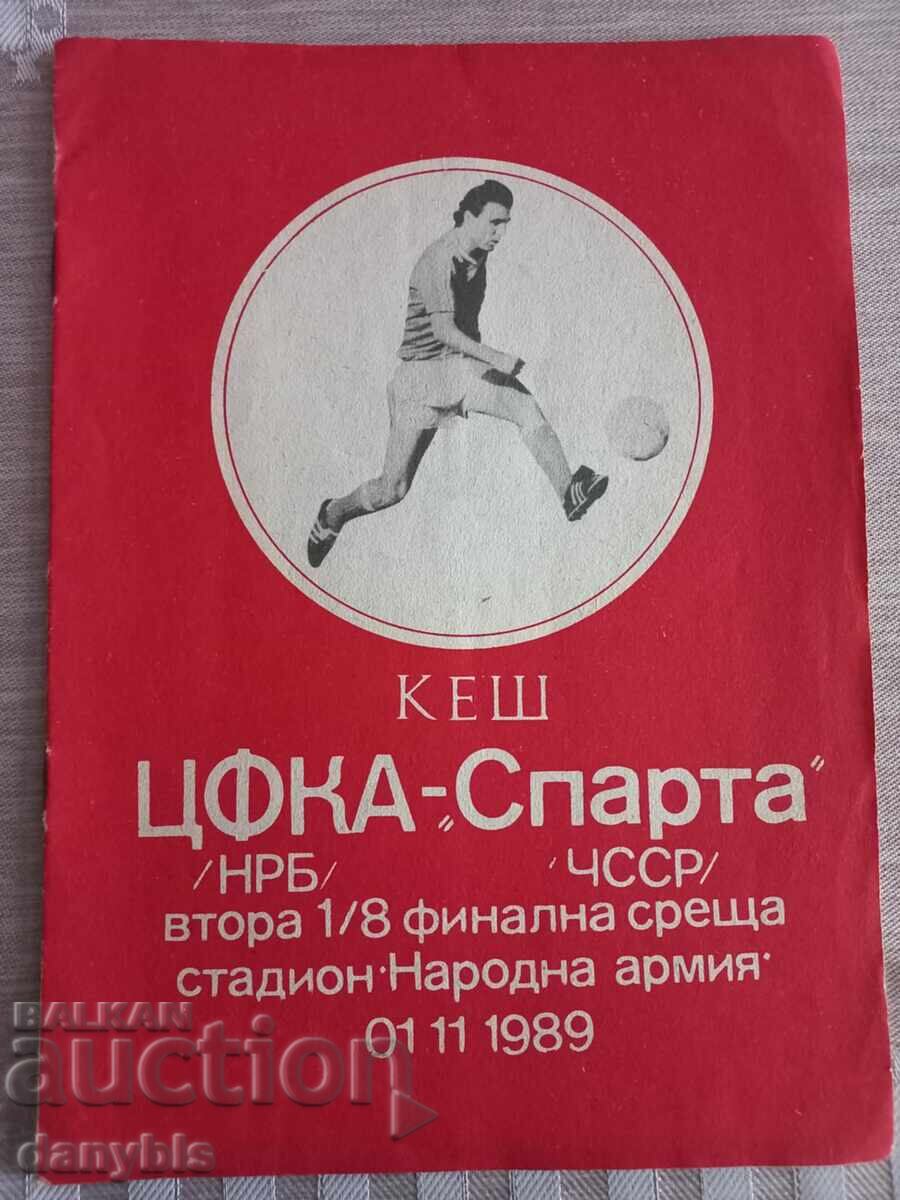 КЕШ
ЦФКА-„Спарта"
/НРБ/ /ЧССР/
втора 1/8 финална среща
стадион·Народна армия·
01 11 1989
BALKAN
auction
danybls